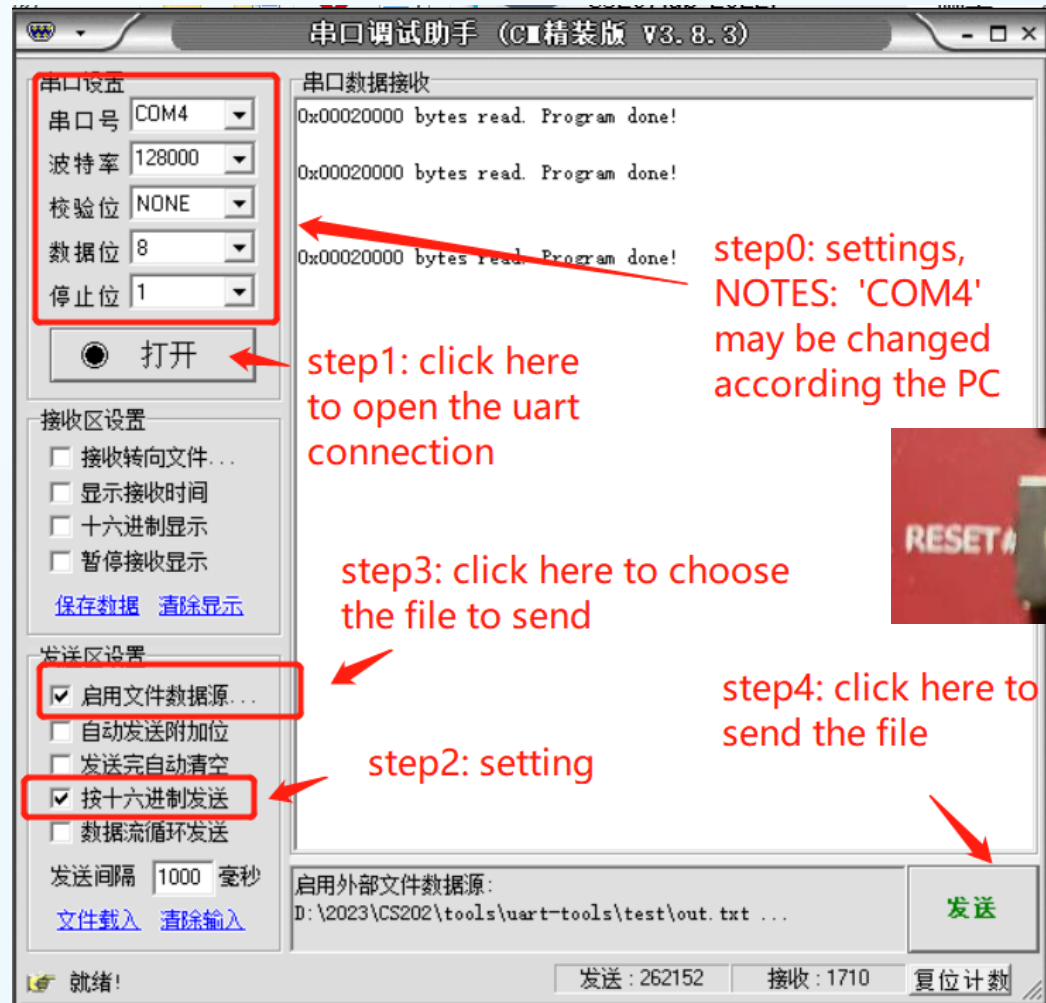 串口调试助手 (CM精装版 V3.8.3)
串口设置
串口号 COM4
波特率 128000
校验位 NONE
数据位 8
停止位 1
打开
接收区设置
接收转向文件...
显示接收时间
十六进制显示
暂停接收显示
保存数据 清除显示
发送区设置
启用文件数据源...
自动发送附加位
发送完自动清空
按十六进制发送
数据流循环发送
发送间隔 1000 毫秒
文件载入 清除输入
串口数据接收
0x00020000 bytes read. Program done!
0x00020000 bytes read. Program done!
0x00020000 bytes read. Program done!
step0: settings,
NOTES: 'COM4'
may be changed
according the PC
step1: click here
to open the uart
connection
RESET#
step3: click here to choose
the file to send
step4: click here to
send the file
step2: setting
启用外部文件数据源:
D:\2023\CS202\tools\uart-tools\test\out.txt ...
发送
就绪!
发送 : 262152
接收 : 1710
复位计数